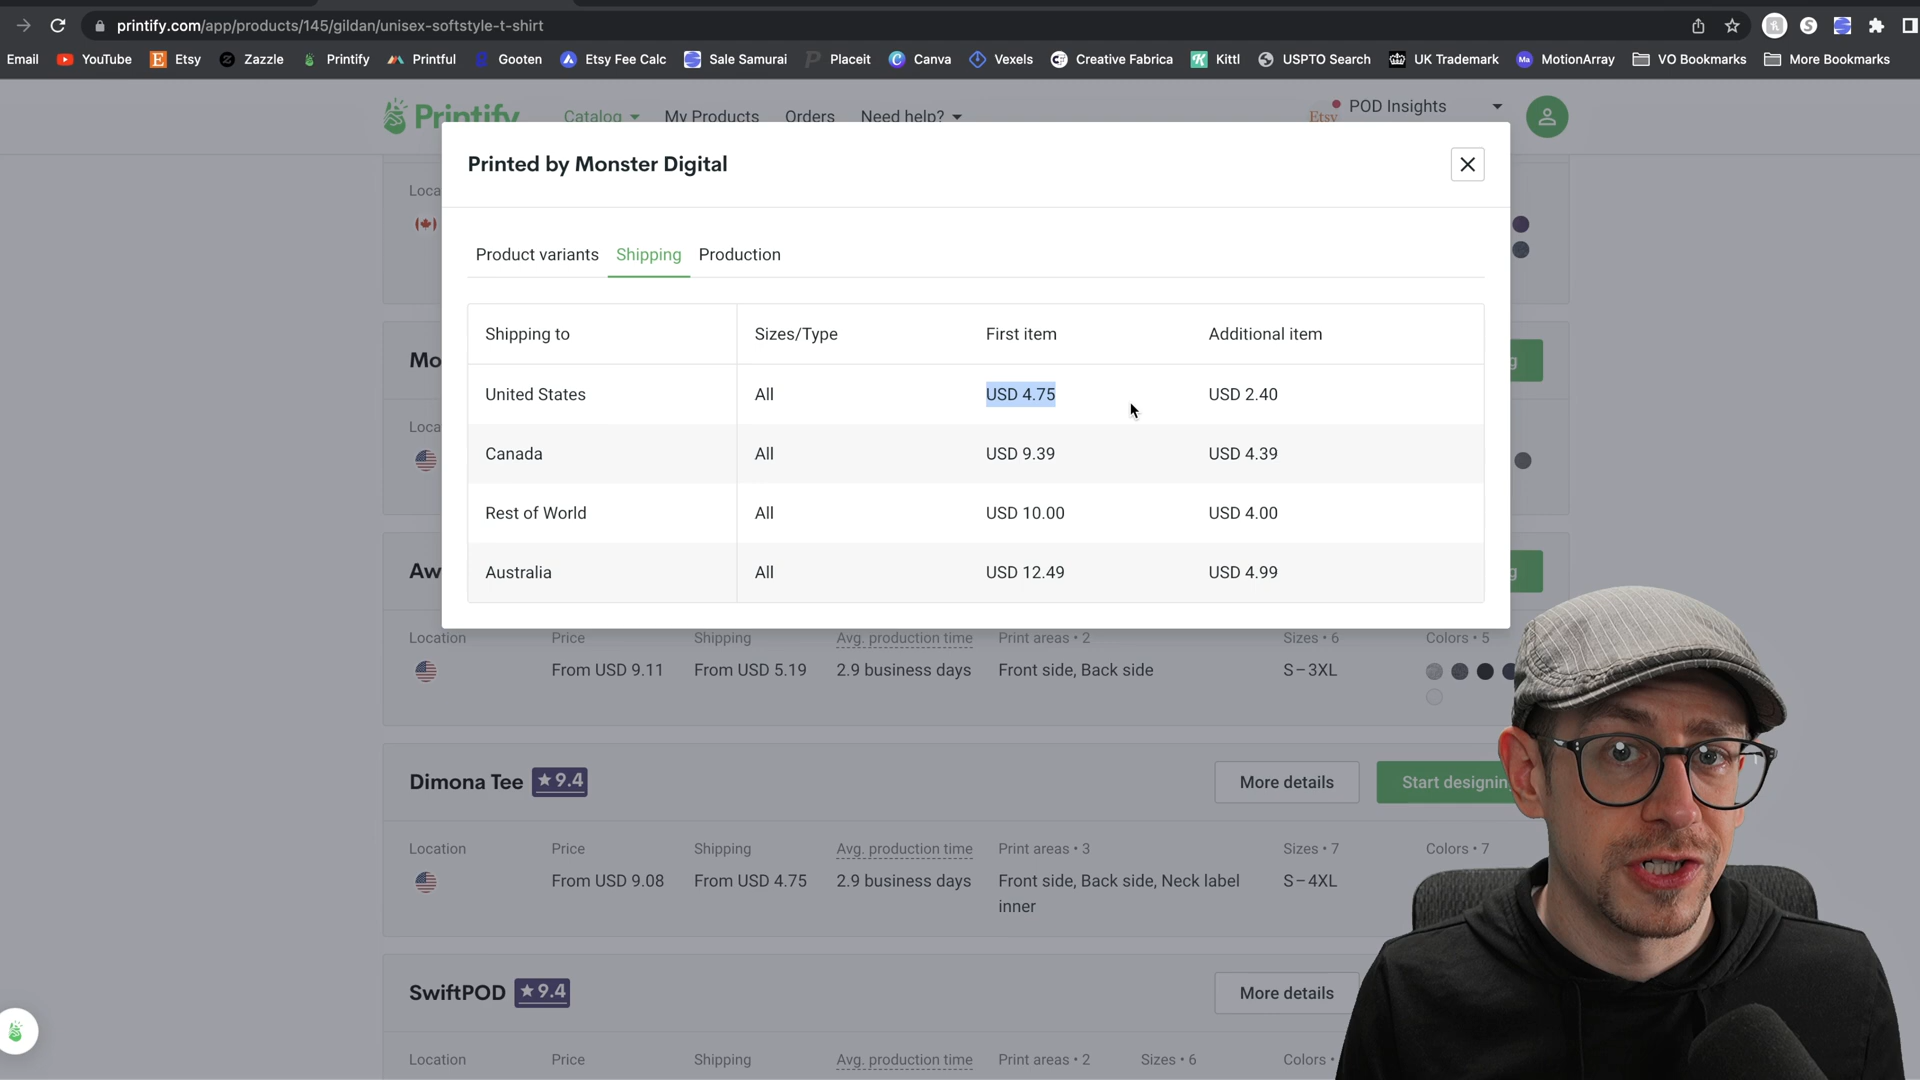 printify.com/app/products/145/gildan/unisex-softstyle-t-shirt
Email YouTube Etsy Zazzle Printify Printful Gooten Etsy Fee Calc Sale Samurai Placeit Canva Vexels Creative Fabrica Kittl USPTO Search UK Trademark MotionArray VO Bookmarks More Bookmarks
Printify Catalog My Products Orders Need help? Etsy POD Insights
Printed by Monster Digital
Product variants Shipping Production
Shipping to Sizes/Type First item Additional item
United States All USD 4.75 USD 2.40
Canada All USD 9.39 USD 4.39
Rest of World All USD 10.00 USD 4.00
Australia All USD 12.49 USD 4.99
Loca
Mo
g
Loca
Aw
g
Location Price Shipping Avg. production time Print areas • 2 Sizes • 6 Colors • 5
From USD 9.11 From USD 5.19 2.9 business days Front side, Back side S–3XL
Dimona Tee ★ 9.4 More details Start designin
Location Price Shipping Avg. production time Print areas • 3 Sizes • 7 Colors • 7
From USD 9.08 From USD 4.75 2.9 business days Front side, Back side, Neck label S–4XL
inner
SwiftPOD ★ 9.4 More details
Location Price Shipping Avg. production time Print areas • 2 Sizes • 6 Colors •